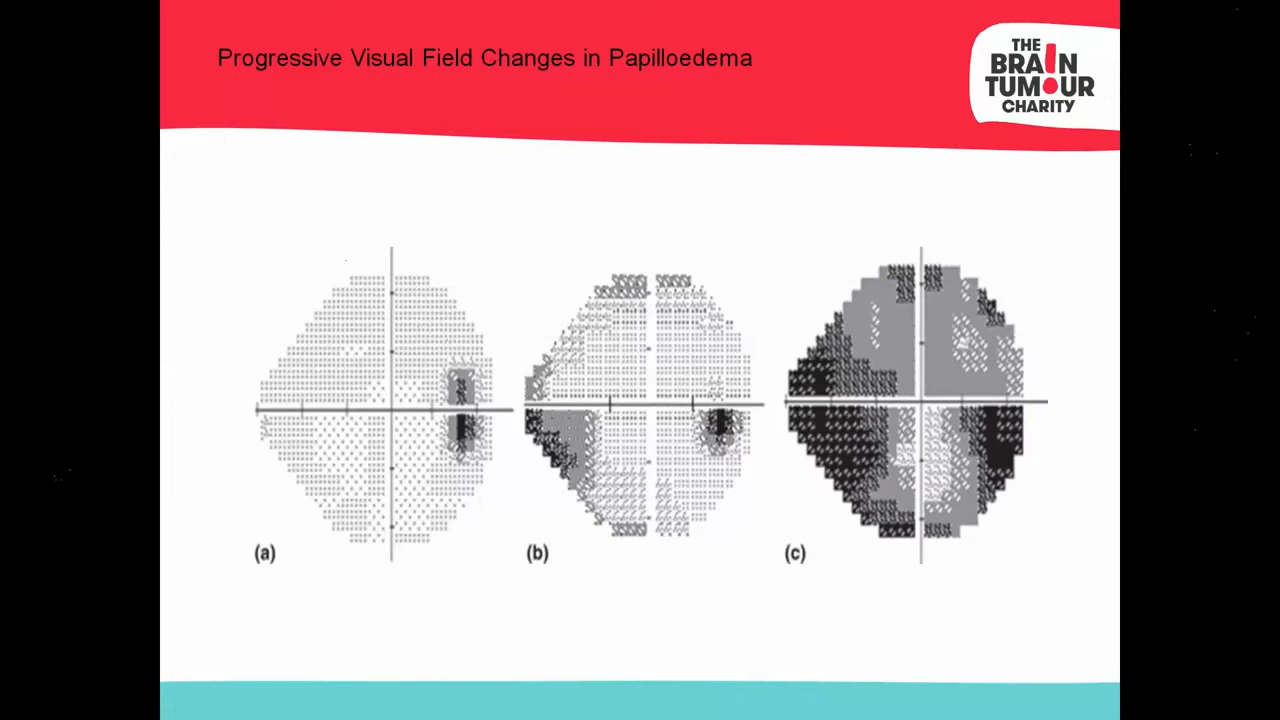 Progressive Visual Field Changes in Papilloedema
THE
BRAIN
TUMOUR
CHARITY
(a)
(b)
(c)